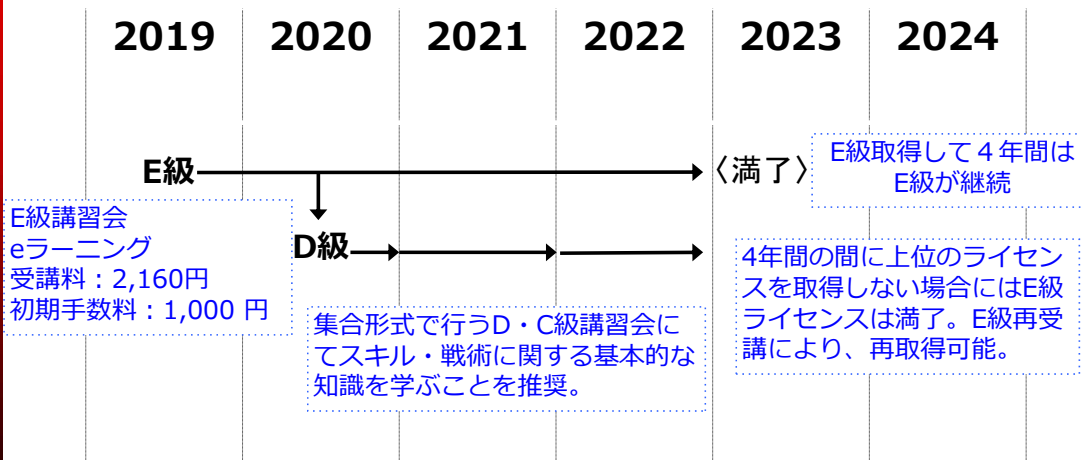 2019 2020 2021 2022 2023 2024
E級
〈満了〉
E級取得して４年間は
E級が継続
E級講習会
eラーニング
受講料：2,160円
初期手数料：1,000 円
D級
集合形式で行うD・C級講習会に
てスキル・戦術に関する基本的な
知識を学ぶことを推奨。
4年間の間に上位のライセン
スを取得しない場合にはE級
ライセンスは満了。E級再受
講により、再取得可能。